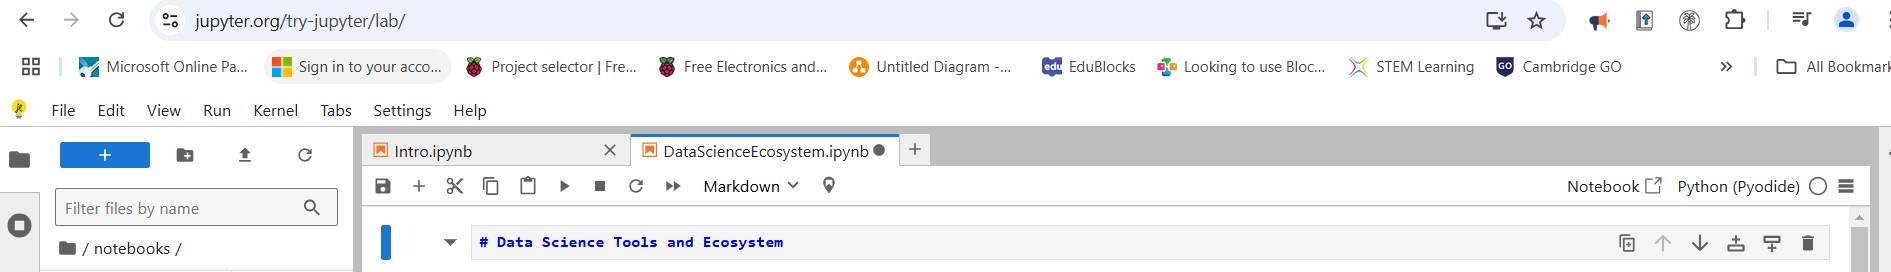 jupyter.org/try-jupyter/lab/
Microsoft Online Pa... Sign in to your acco... Project selector | Fre... Free Electronics and... Untitled Diagram -... edu EduBlocks Looking to use Bloc... STEM Learning GO Cambridge GO » All Bookmark
File Edit View Run Kernel Tabs Settings Help
+ Intro.ipynb DataScienceEcosystem.ipynb +
Markdown Notebook Python (Pyodide)
Filter files by name
/ notebooks /
# Data Science Tools and Ecosystem